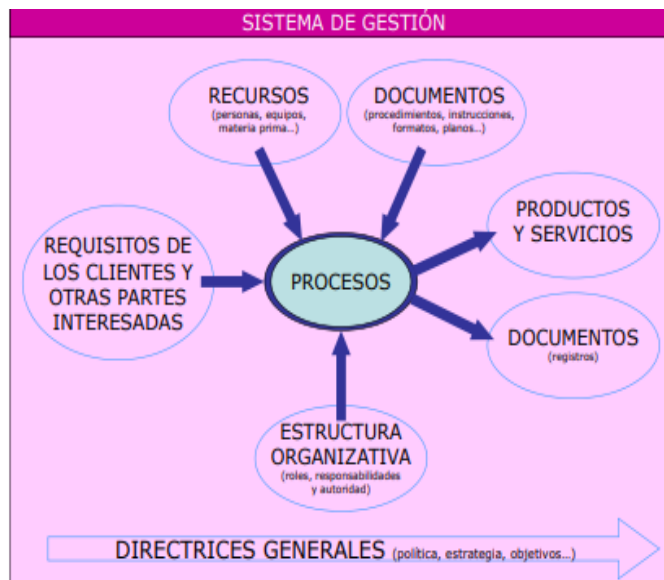 SISTEMA DE GESTIÓN
RECURSOS
(personas, equipos,
materia prima...)
DOCUMENTOS
(procedimientos, instrucciones,
formatos, planos...)
REQUISITOS DE
LOS CLIENTES Y
OTRAS PARTES
INTERESADAS
PROCESOS
PRODUCTOS
Y SERVICIOS
DOCUMENTOS
(registros)
ESTRUCTURA
ORGANIZATIVA
(roles, responsabilidades
y autoridad)
DIRECTRICES GENERALES (política, estrategia, objetivos...)